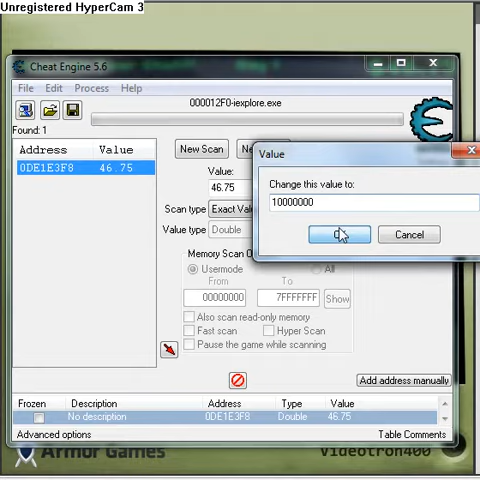 Unregistered HyperCam 3
Cheat Engine 5.6
File Edit Process Help
000012F0-iexplore.exe
Found: 1
Address Value
0DE1E3F8 46.75
New Scan
Value:
46.75
Scan type Exact Valu
Value type Double
Value
Change this value to:
10000000
Cancel
Memory Scan O
Usermode All
From To
00000000 7FFFFFFF Show
Also scan read-only memory
Fast scan Hyper Scan
Pause the game while scanning
Add address manually
Frozen Description Address Type Value
No description 0DE1E3F8 Double 46.75
Advanced options Table Comments
Armor Games Videotron400